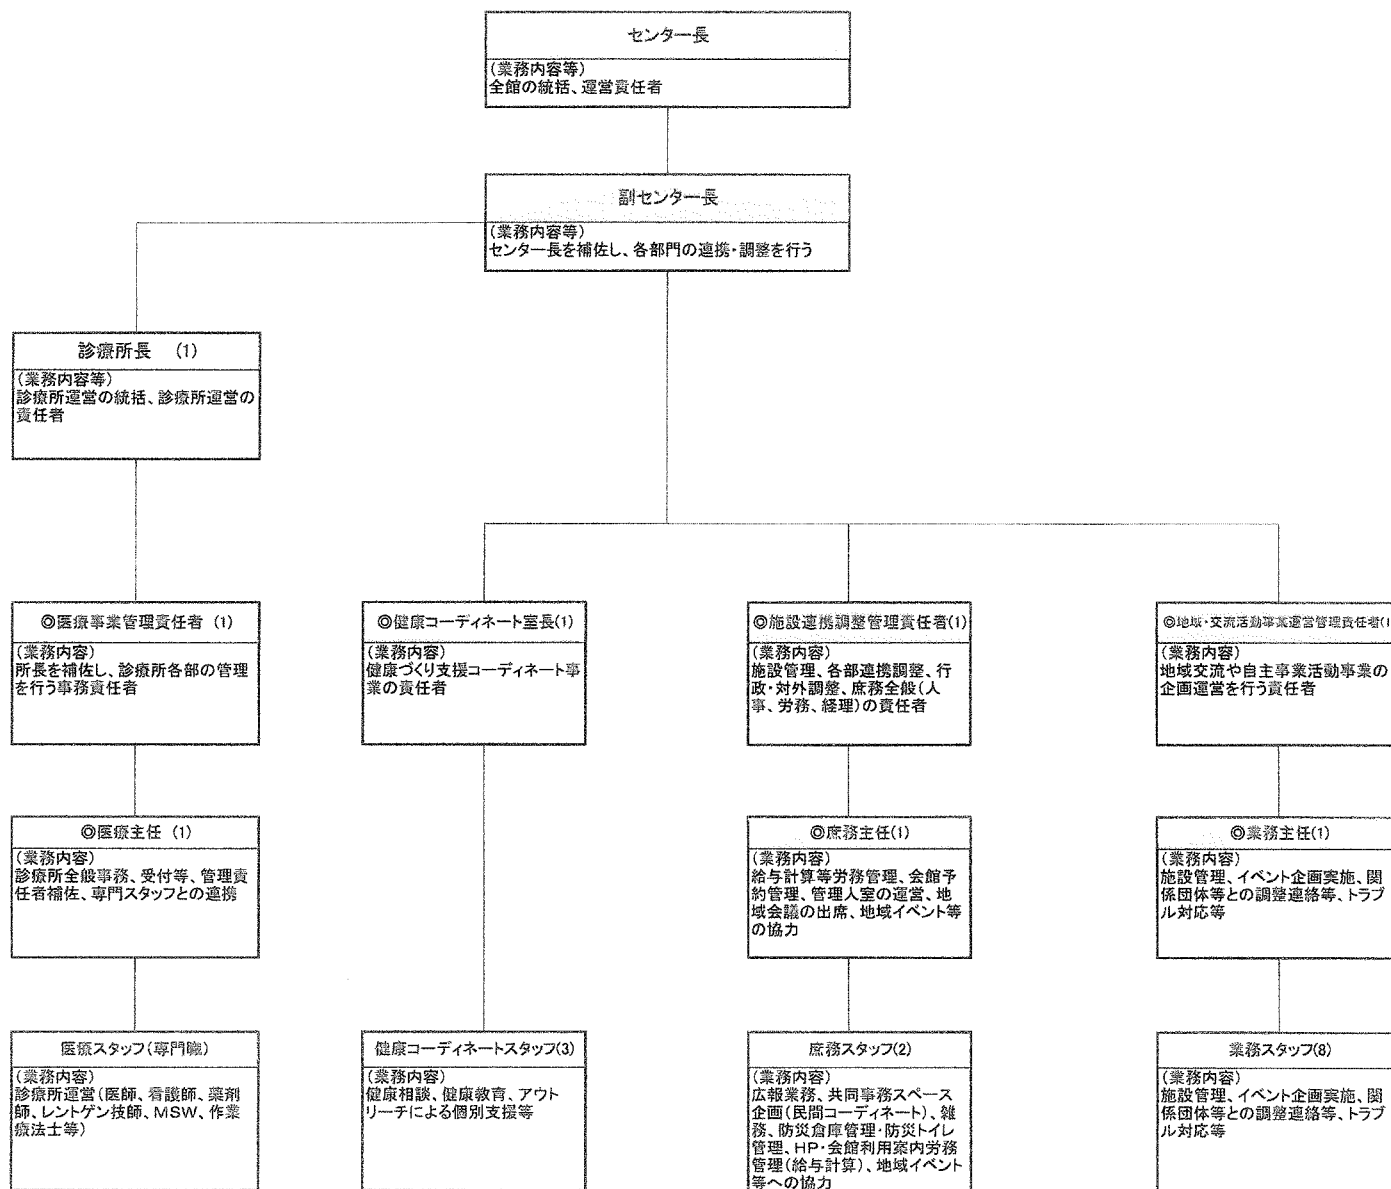 センター長
(業務内容等)
全館の統括、運営責任者
副センター長
(業務内容等)
センター長を補佐し、各部門の連携・調整を行う
診療所長 (1)
(業務内容等)
診療所運営の統括、診療所運営の
責任者
◎医療事業管理責任者 (1)
(業務内容)
所長を補佐し、診療所各部の管理
を行う事務責任者
◎健康コーディネート室長(1)
(業務内容)
健康づくり支援コーディネート事
業の責任者
◎施設連携調整管理責任者(1)
(業務内容)
施設管理、各部連携調整、行
政・対外調整、庶務全般(人
事、労務、経理)の責任者
◎地域・交流活動事業運営管理責任者(1
(業務内容)
地域交流や自主事業活動事業の
企画運営を行う責任者
◎医療主任 (1)
(業務内容)
診療所全般事務、受付等、管理責
任者補佐、専門スタッフとの連携
◎庶務主任(1)
(業務内容)
給与計算等労務管理、会館予
約管理、管理人室の運営、地
域会議の出席、地域イベント等
の協力
◎業務主任(1)
(業務内容)
施設管理、イベント企画実施、関
係団体等との調整連絡等、トラブ
ル対応等
医療スタッフ(専門職)
(業務内容)
診療所運営(医師、看護師、薬剤
師、レントゲン技師、MSW、作業
療法士等)
健康コーディネートスタッフ(3)
(業務内容)
健康相談、健康教育、アウト
リーチによる個別支援等
庶務スタッフ(2)
(業務内容)
広報業務、共同事務スペース
企画(民間コーディネート)、雑
務、防災倉庫管理・防災トイレ
管理、HP・会館利用案内労務
管理(給与計算)、地域イベント
等への協力
業務スタッフ(8)
(業務内容)
施設管理、イベント企画実施、関
係団体等との調整連絡等、トラブ
ル対応等